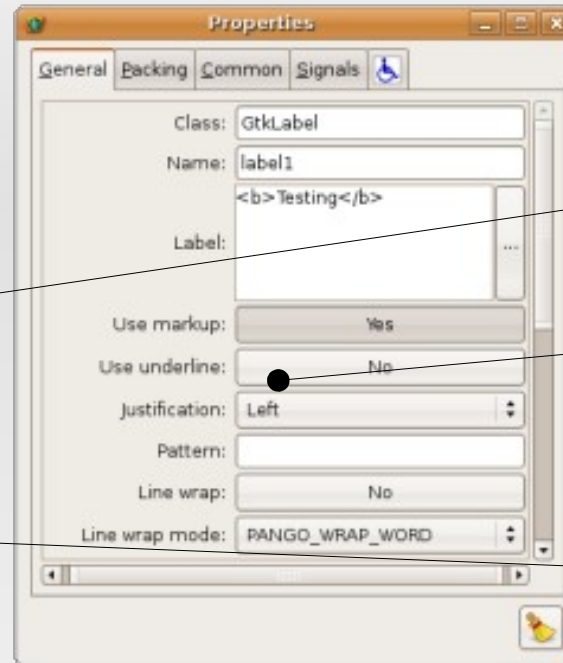 Properties
General Packing Common Signals
Class: GtkLabel
Name: label1
Label: <b>Testing</b>
...
Use markup: Yes
Use underline: No
Justification: Left
Pattern:
Line wrap: No
Line wrap mode: PANGO_WRAP_WORD